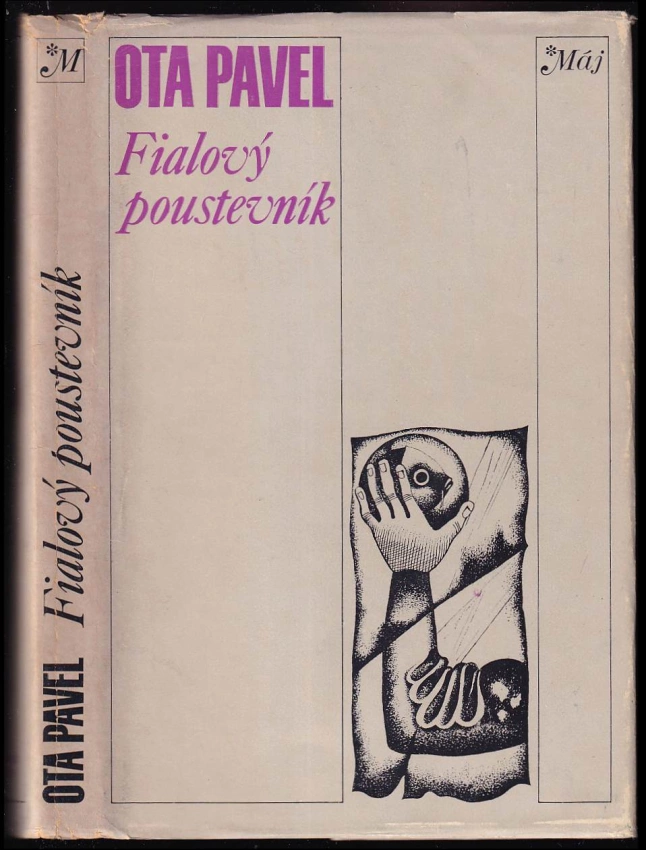 *M
OTA PAVEL
Fialový
poustevník
*Máj
OTA PAVEL Fialový poustevník